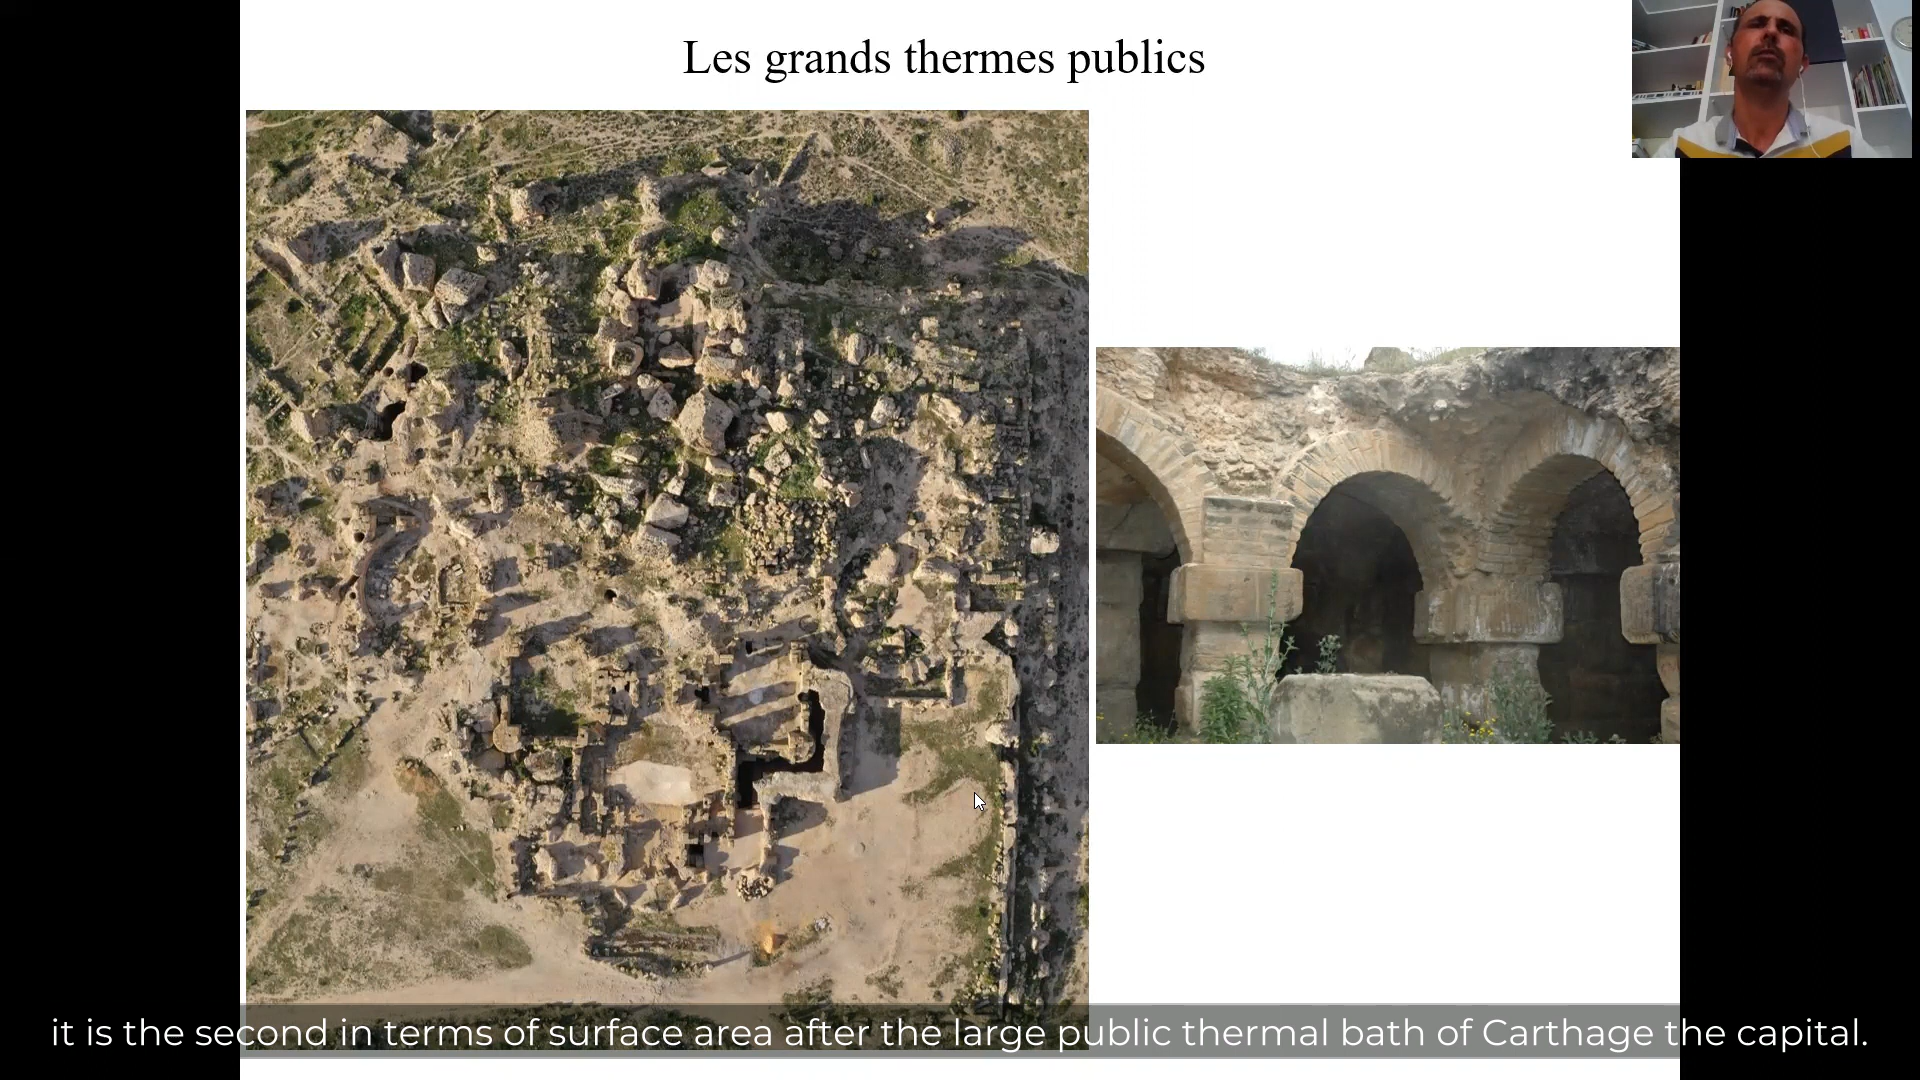 Les grands thermes publics
it is the second in terms of surface area after the large public thermal bath of Carthage the capital.